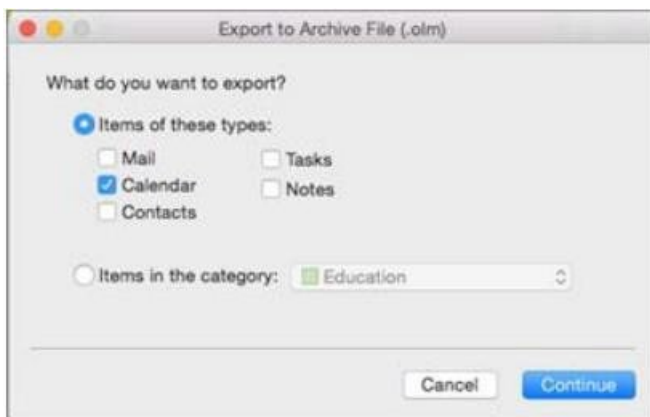 Export to Archive File (.olm)
What do you want to export?
Items of these types:
Mail
Tasks
Calendar
Notes
Contacts
Items in the category:
Education
Cancel
Continue